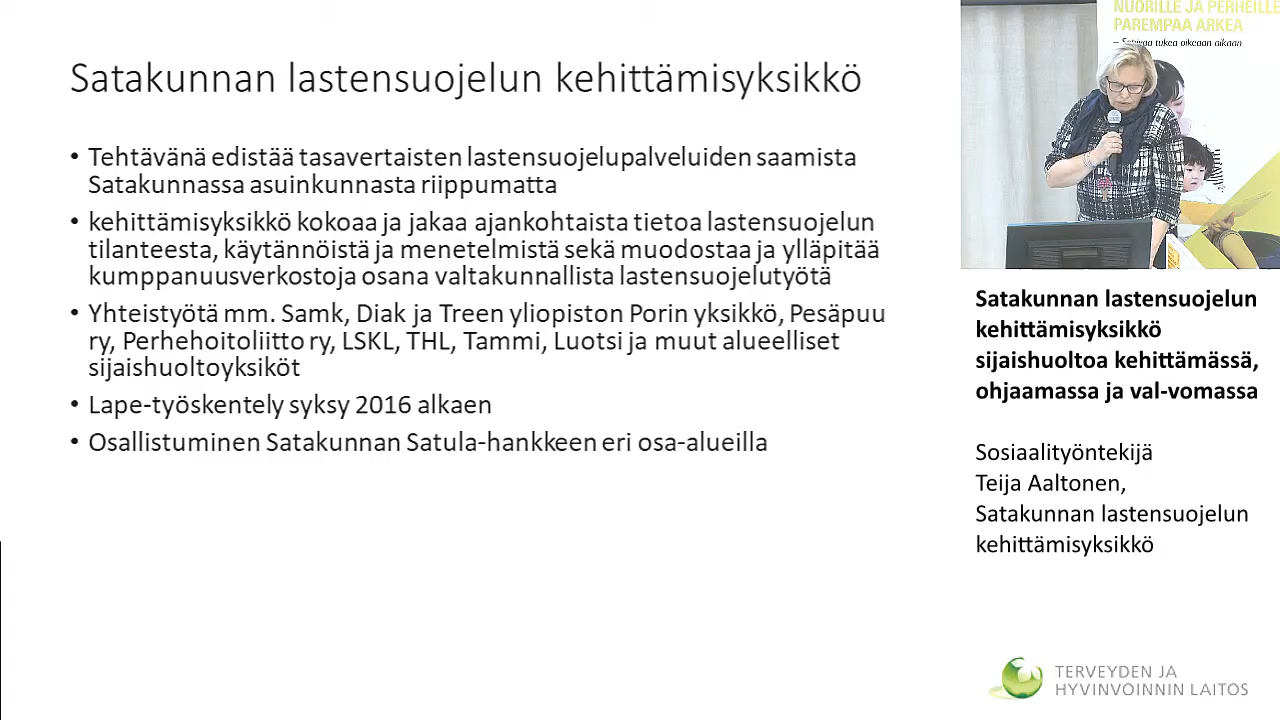 Satakunnan lastensuojelun kehittämisyksikkö
• Tehtävänä edistää tasavertaisten lastensuojelupalveluiden saamista
Satakunnassa asuinkunnasta riippumatta
• kehittämisyksikkö kokoaa ja jakaa ajankohtaista tietoa lastensuojelun
tilanteesta, käytännöistä ja menetelmistä sekä muodostaa ja ylläpitää
kumppanuusverkostoja osana valtakunnallista lastensuojelutyötä
• Yhteistyötä mm. Samk, Diak ja Treen yliopiston Porin yksikkö, Pesäpuu
ry, Perhehoitoliitto ry, LSKL, THL, Tammi, Luotsi ja muut alueelliset
sijaishuoltoyksiköt
• Lape-työskentely syksy 2016 alkaen
• Osallistuminen Satakunnan Satula-hankkeen eri osa-alueilla
NUORILLE JA PERHEILLE
PAREMPAA ARKEA
tukea oikeaan aikaan
Satakunnan lastensuojelun
kehittämisyksikkö
sijaishuoltoa kehittämässä,
ohjaamassa ja val-vomassa
Sosiaalityöntekijä
Teija Aaltonen,
Satakunnan lastensuojelun
kehittämisyksikkö
TERVEYDEN JA
HYVINVOINNIN LAITOS